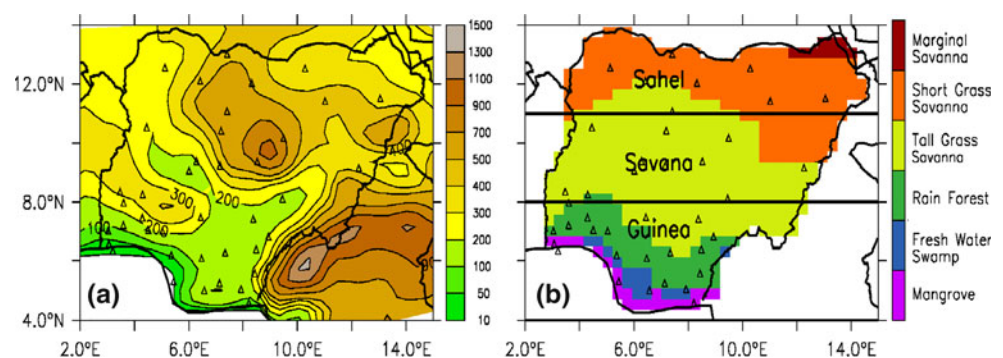 12.0°N
8.0°N
4.0°N
2.0°E
6.0°E
10.0°E
14.0°E
100
300
200
200
400
(a)
1500
1300
1100
900
700
500
400
300
200
100
50
10
Sahel
Savana
Guinea
(b)
2.0°E
6.0°E
10.0°E
14.0°E
Marginal
Savanna
Short Grass
Savanna
Tall Grass
Savanna
Rain Forest
Fresh Water
Swamp
Mangrove